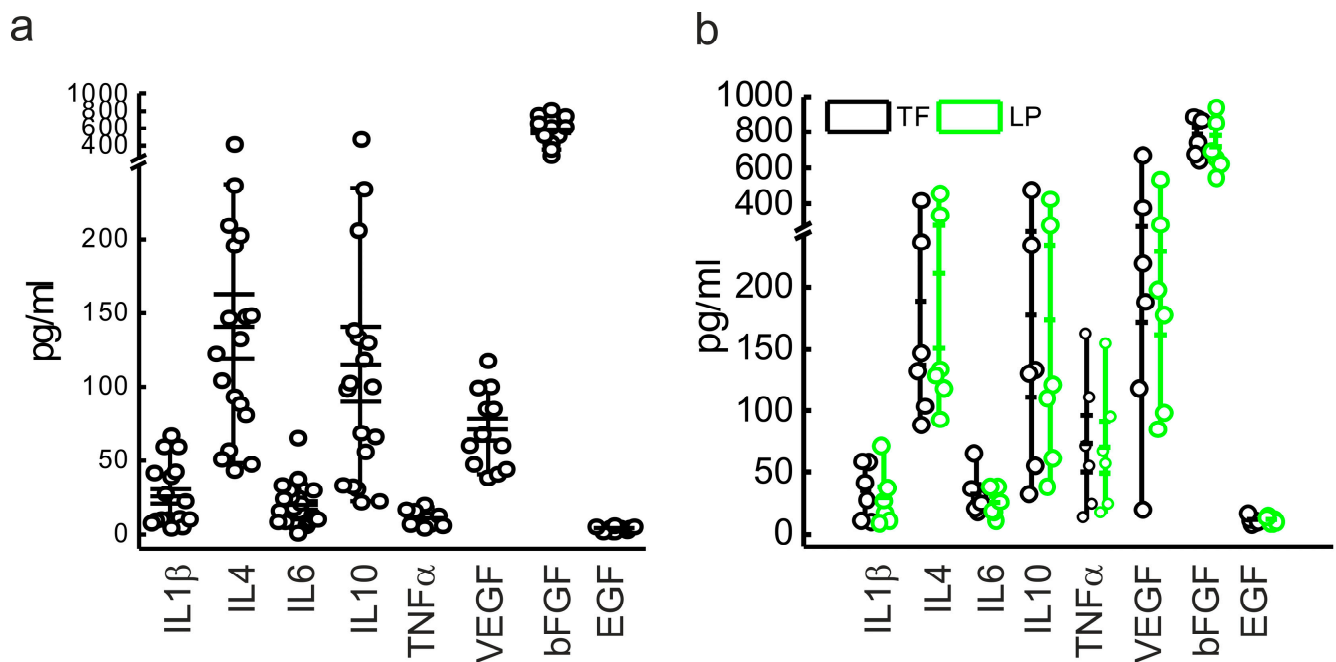 a
1000
800
600
400
200
150
100
50
0
pg/ml
IL1β
IL4
IL6
IL10
TNFα
VEGF
bFGF
EGF
b
1000
800
600
400
200
150
100
50
0
pg/ml
TF
LP
IL1β
IL4
IL6
IL10
TNFα
VEGF
bFGF
EGF